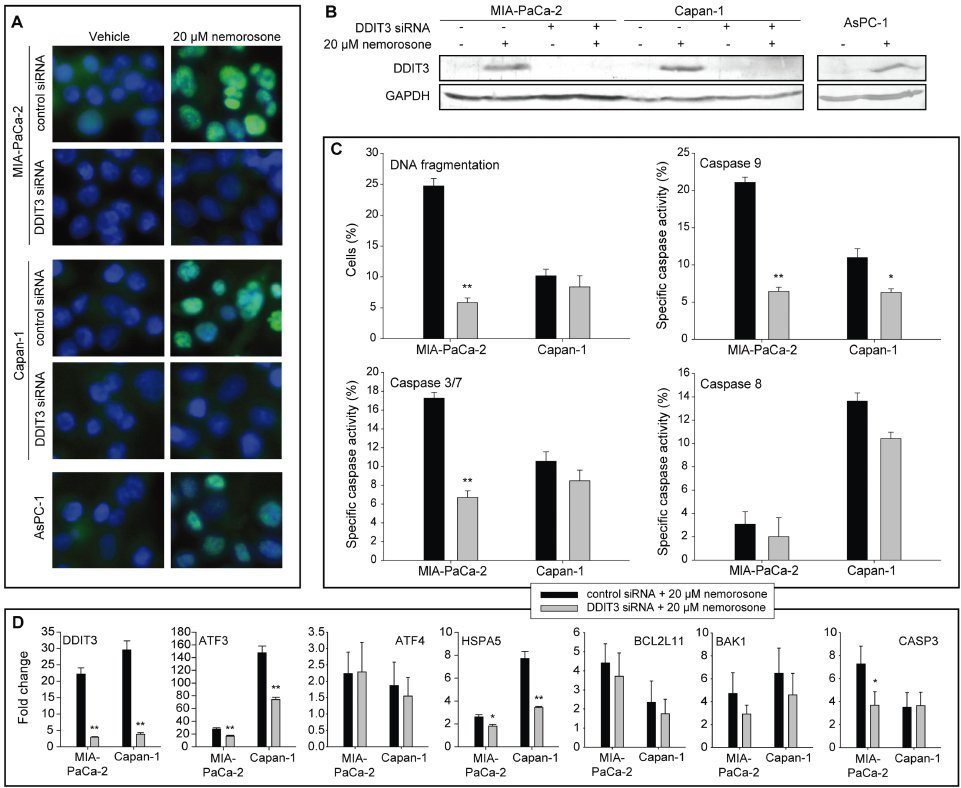 A
Vehicle
20 µM nemorosone
MIA-PaCa-2
control siRNA
DDIT3 siRNA
Capan-1
control siRNA
DDIT3 siRNA
AsPC-1
B
MIA-PaCa-2
Capan-1
AsPC-1
DDIT3 siRNA
- - + + - - + +
20 µM nemorosone
- + - + - + - + - +
DDIT3
GAPDH
C
DNA fragmentation
Cells (%)
30
25
20
15
10
5
0
**
MIA-PaCa-2
Capan-1
Caspase 9
Specific caspase activity (%)
25
20
15
10
5
0
**
*
MIA-PaCa-2
Capan-1
Caspase 3/7
Specific caspase activity (%)
20
18
16
14
12
10
8
6
4
2
0
**
MIA-PaCa-2
Capan-1
Caspase 8
Specific caspase activity (%)
16
14
12
10
8
6
4
2
0
MIA-PaCa-2
Capan-1
control siRNA + 20 µM nemorosone
DDIT3 siRNA + 20 µM nemorosone
D
Fold change
DDIT3
35
30
25
20
15
10
5
0
**
**
MIA-
PaCa-2
Capan-1
ATF3
180
160
140
120
100
80
60
40
20
0
**
**
MIA-
PaCa-2
Capan-1
ATF4
3.5
3.0
2.5
2.0
1.5
1.0
0.5
0.0
MIA-
PaCa-2
Capan-1
HSPA5
10
8
6
4
2
0
*
**
MIA-
PaCa-2
Capan-1
BCL2L11
6
5
4
3
2
1
0
MIA-
PaCa-2
Capan-1
BAK1
10
8
6
4
2
0
MIA-
PaCa-2
Capan-1
CASP3
10
8
6
4
2
0
*
MIA-
PaCa-2
Capan-1